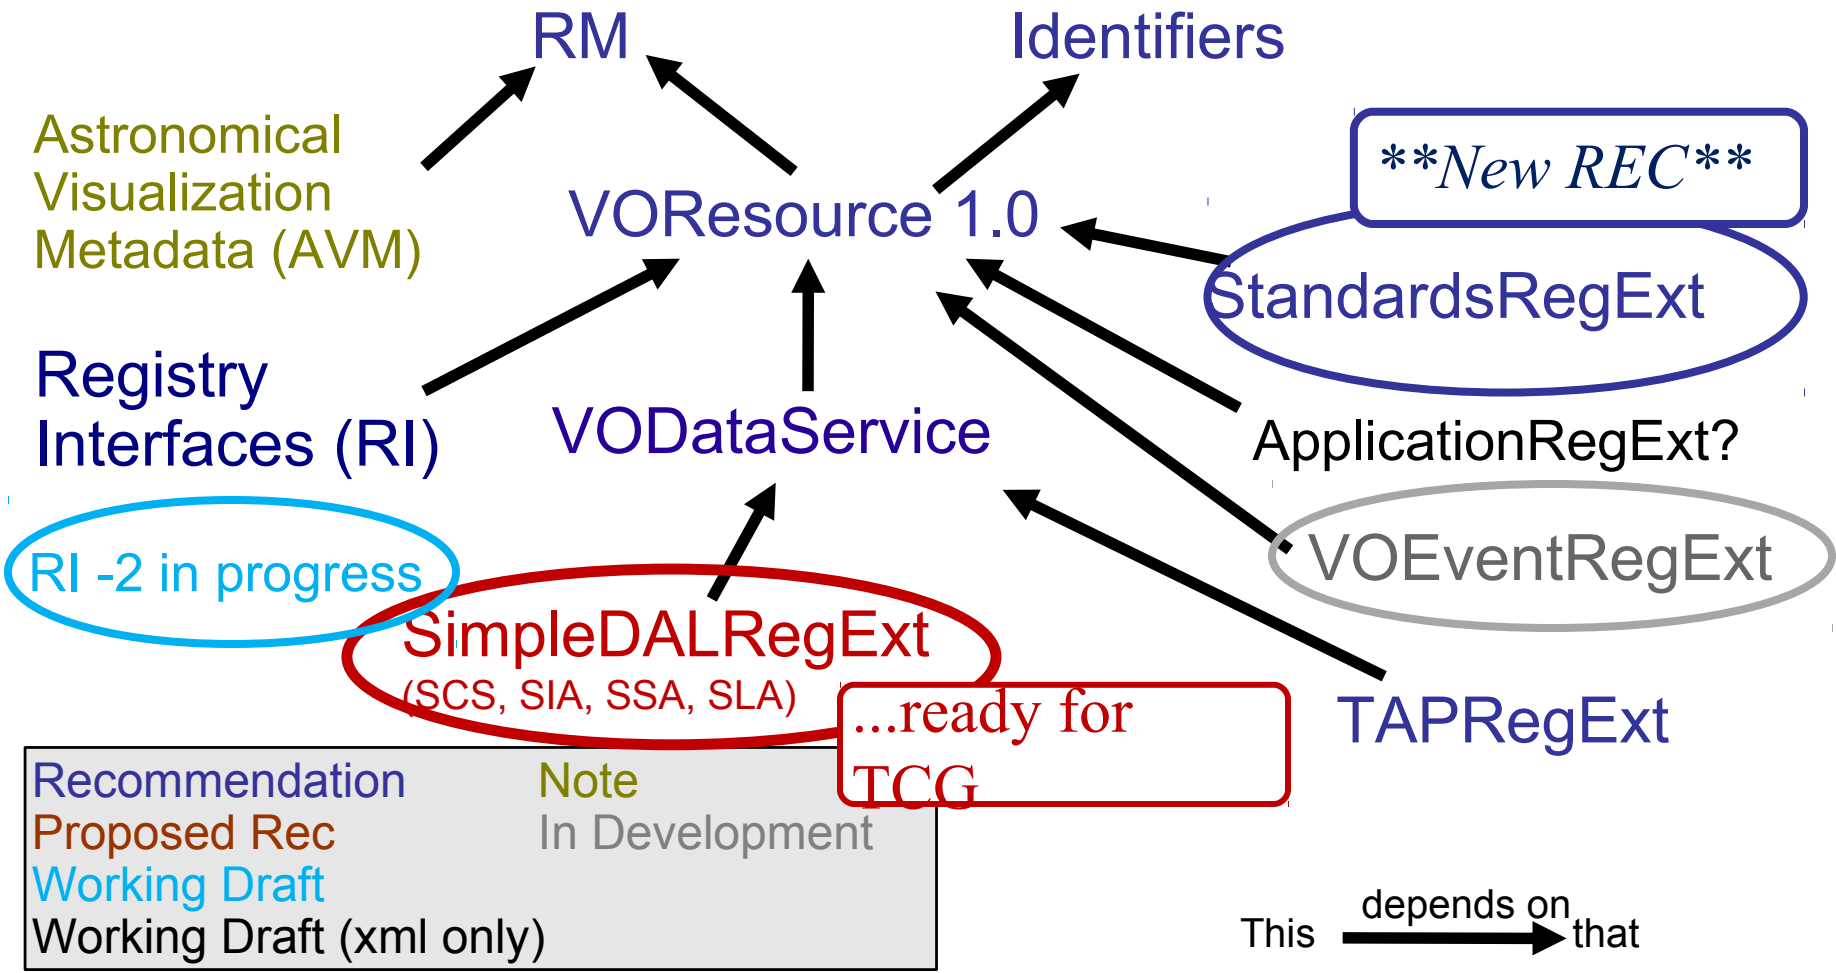 RM
Identifiers
Astronomical
Visualization
Metadata (AVM)
**New REC**
VOResource 1.0
StandardsRegExt
Registry
Interfaces (RI)
VODataService
ApplicationRegExt?
RI -2 in progress
VOEventRegExt
SimpleDALRegExt
(SCS, SIA, SSA, SLA)
...ready for
TCG
TAPRegExt
Recommendation
Note
Proposed Rec
In Development
Working Draft
Working Draft (xml only)
depends on
This
that